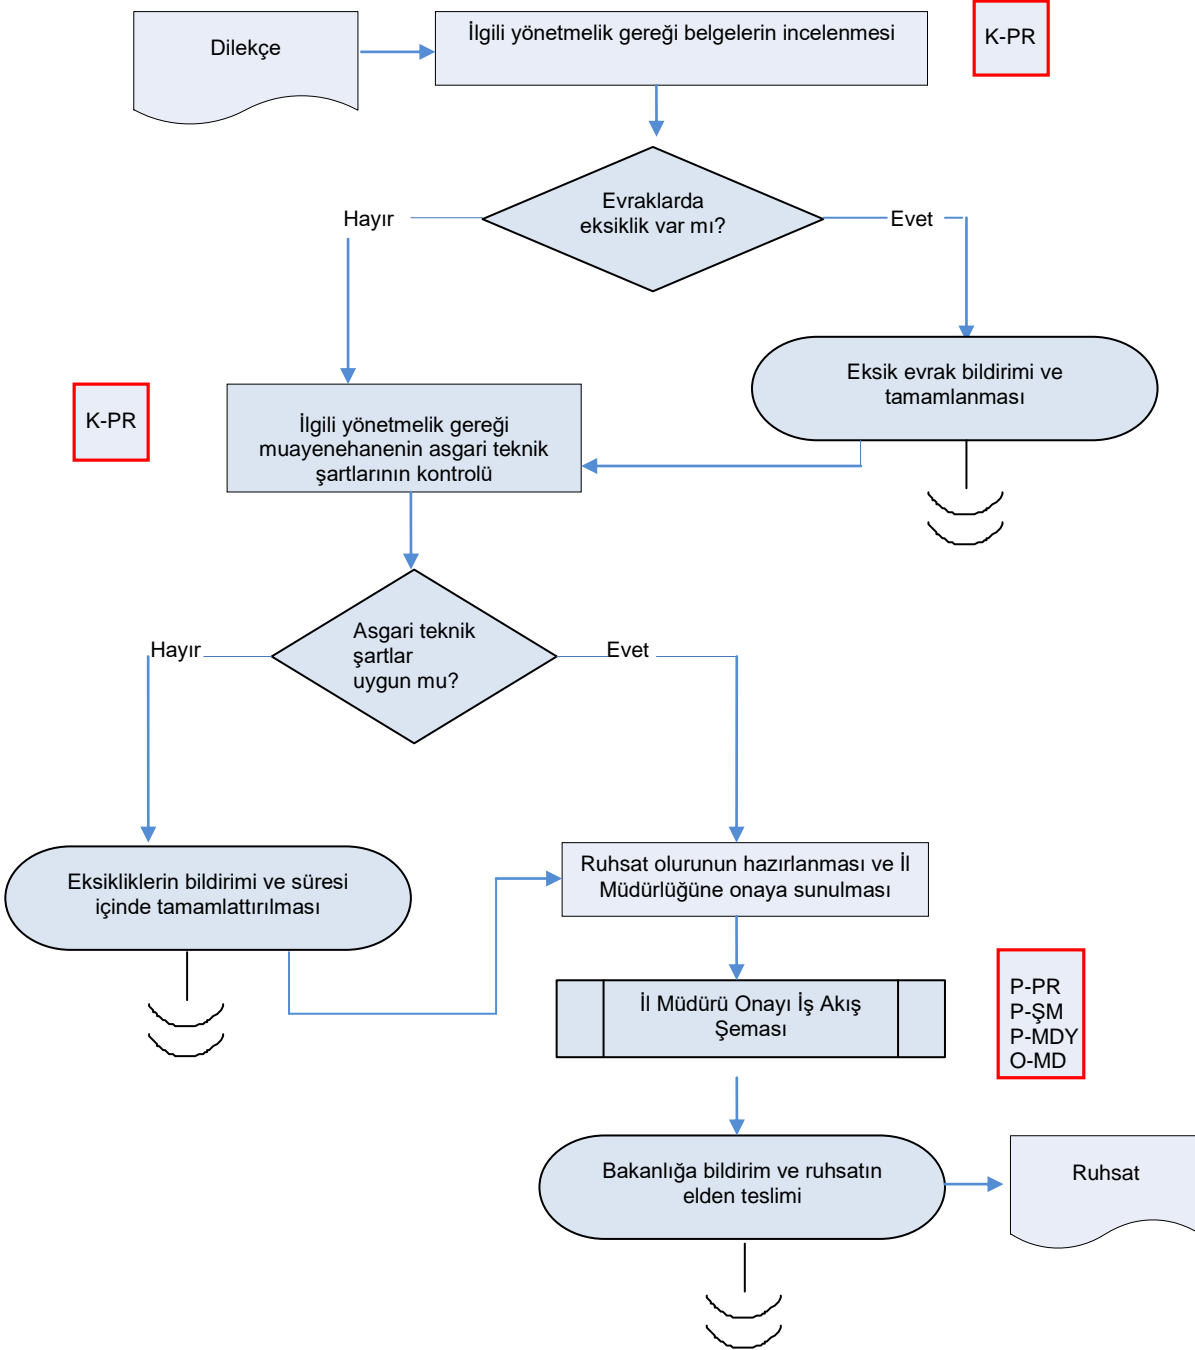 Dilekçe
İlgili yönetmelik gereği belgelerin incelenmesi
K-PR
Evraklarda
eksiklik var mı?
Hayır
Evet
Eksik evrak bildirimi ve
tamamlanması
K-PR
İlgili yönetmelik gereği
muayenehanenin asgari teknik
şartlarının kontrolü
Asgari teknik
şartlar
uygun mu?
Hayır
Evet
Eksikliklerin bildirimi ve süresi
içinde tamamlattırılması
Ruhsat olurunun hazırlanması ve İl
Müdürlüğüne onaya sunulması
İl Müdürü Onayı İş Akış
Şeması
P-PR
P-ŞM
P-MDY
O-MD
Bakanlığa bildirim ve ruhsatın
elden teslimi
Ruhsat